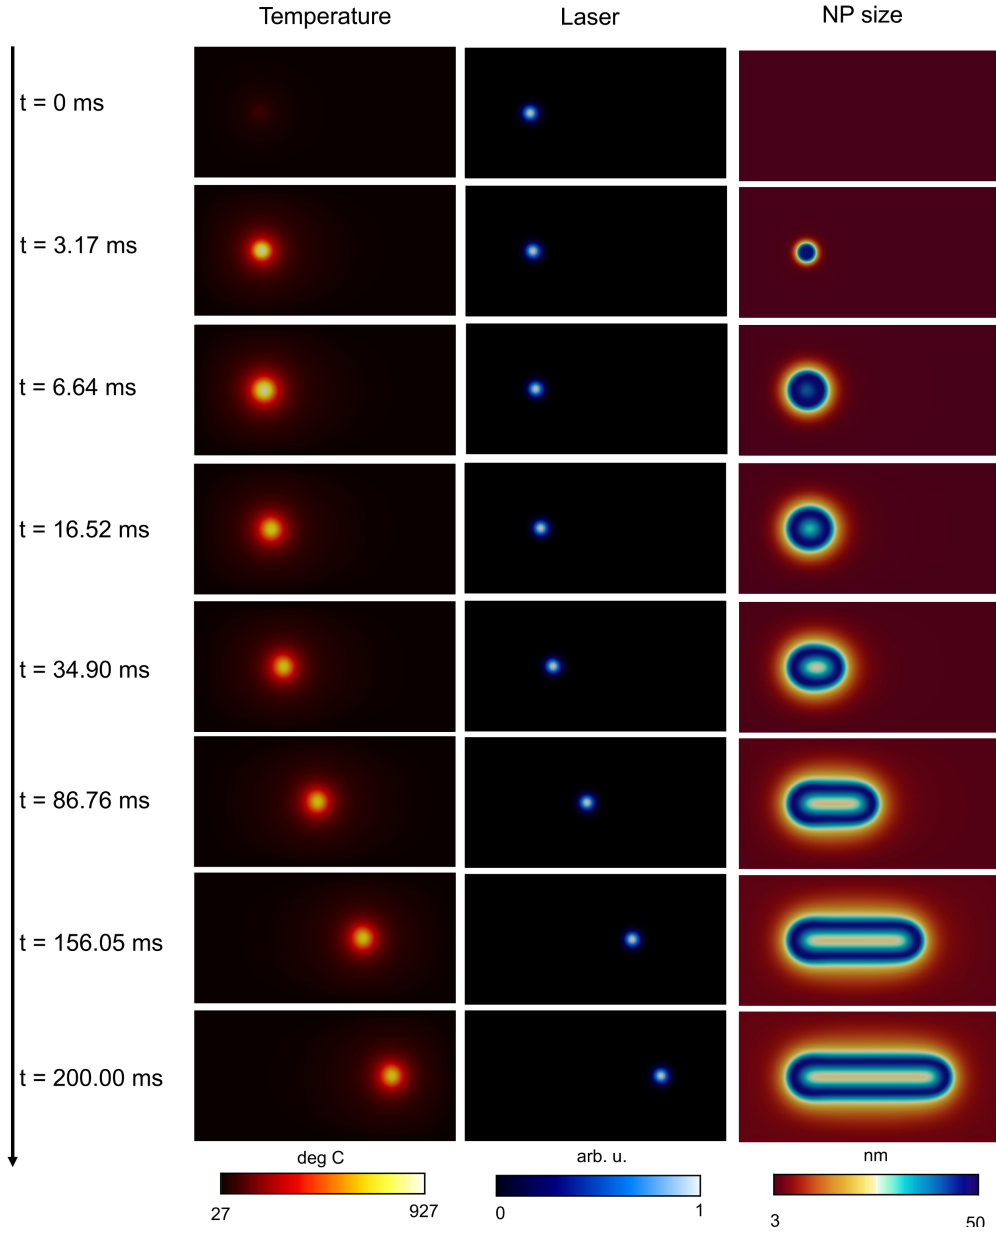 Temperature Laser NP size
t = 0 ms
t = 3.17 ms
t = 6.64 ms
t = 16.52 ms
t = 34.90 ms
t = 86.76 ms
t = 156.05 ms
t = 200.00 ms
deg C arb. u. nm
27 927 0 1 3 50